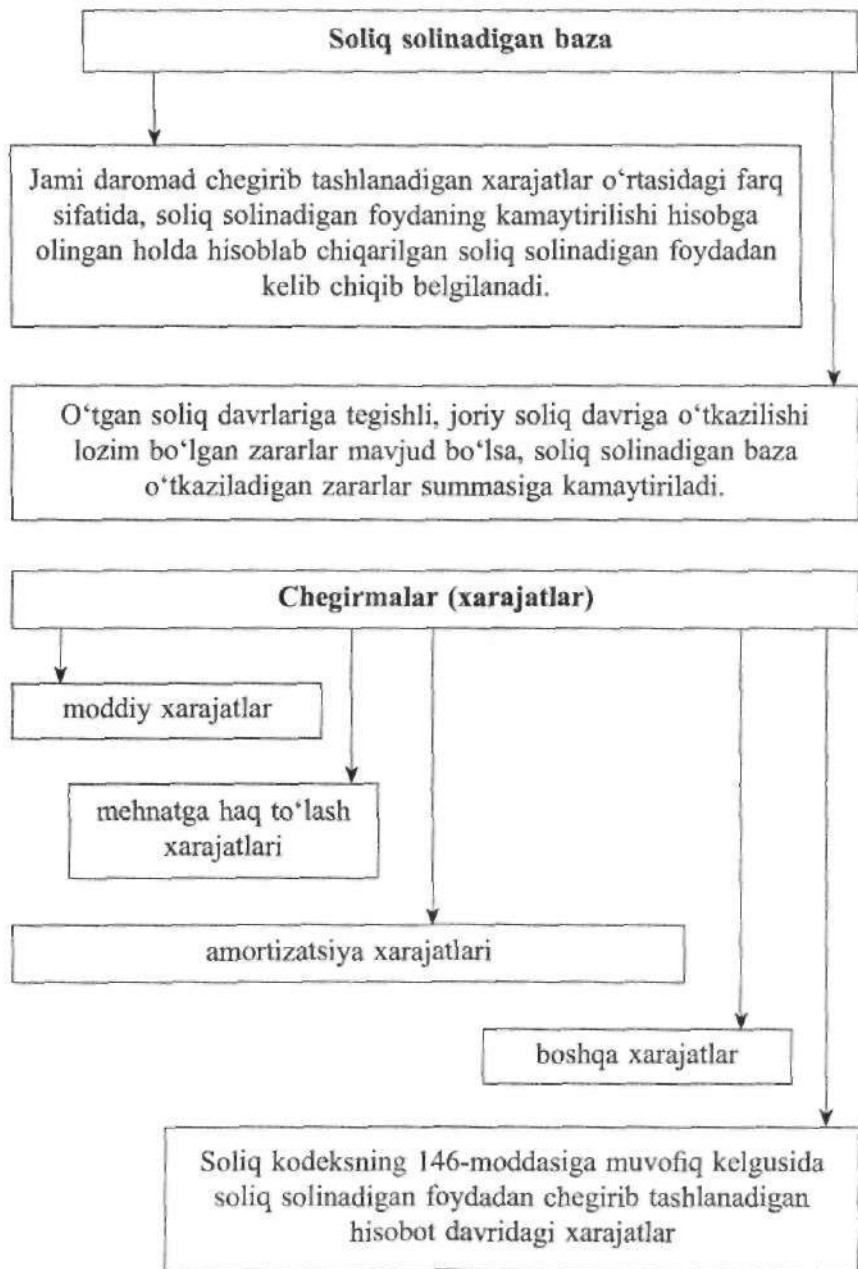 Soliq solinadigan baza
Jami daromad chegirib tashlanadigan xarajatlar o‘rtasidagi farq
sifatida, soliq solinadigan foydaning kamaytirilishi hisobga
olingan holda hisoblab chiqarilgan soliq solinadigan foydadan
kelib chiqib belgilanadi.
O‘tgan soliq davrlariga tegishli, joriy soliq davriga o‘tkazilishi
lozim bo‘lgan zararlar mavjud bo‘lsa, soliq solinadigan baza
o‘tkaziladigan zararlar summasiga kamaytiriladi.
Chegirmalar (xarajatlar)
moddiy xarajatlar
mehnatga haq to‘lash
xarajatlari
amortizatsiya xarajatlari
boshqa xarajatlar
Soliq kodeksning 146-moddasiga muvofiq kelgusida
soliq solinadigan foydadan chegirib tashlanadigan
hisobot davridagi xarajatlar